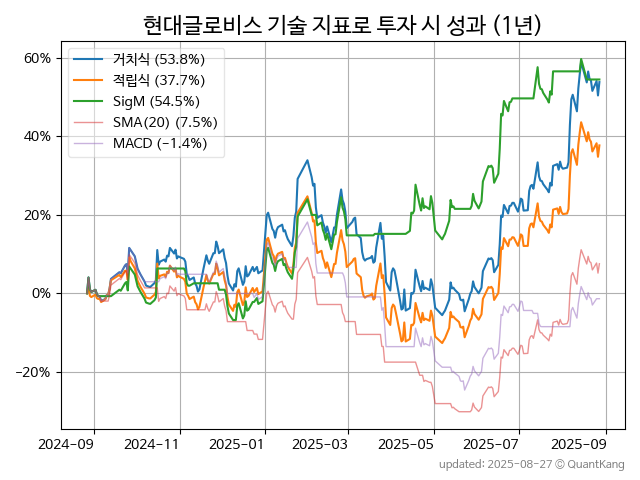 현대글로비스 기술 지표로 투자 시 성과 (1년)
거치식 (53.8%)
적립식 (37.7%)
SigM (54.5%)
SMA(20) (7.5%)
MACD (−1.4%)
60%
40%
20%
0%
−20%
2024-09 2024-11 2025-01 2025-03 2025-05 2025-07 2025-09
updated: 2025-08-27 © QuantKang